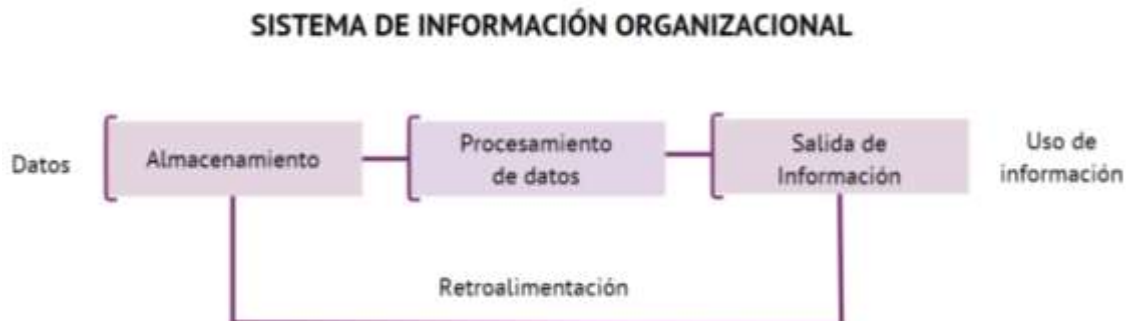 SISTEMA DE INFORMACIÓN ORGANIZACIONAL
Datos
Almacenamiento
Procesamiento
de datos
Salida de
Información
Uso de
información
Retroalimentación